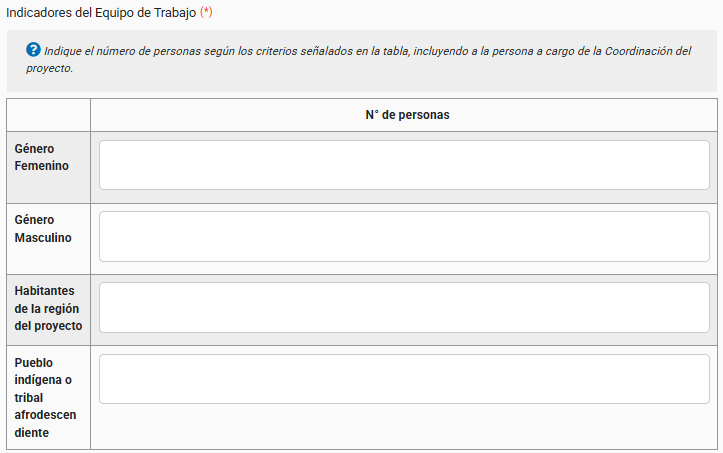 Indicadores del Equipo de Trabajo (*)
Indique el número de personas según los criterios señalados en la tabla, incluyendo a la persona a cargo de la Coordinación del
proyecto.
N° de personas
Género
Femenino
Género
Masculino
Habitantes
de la región
del proyecto
Pueblo
indígena o
tribal
afrodescen
diente